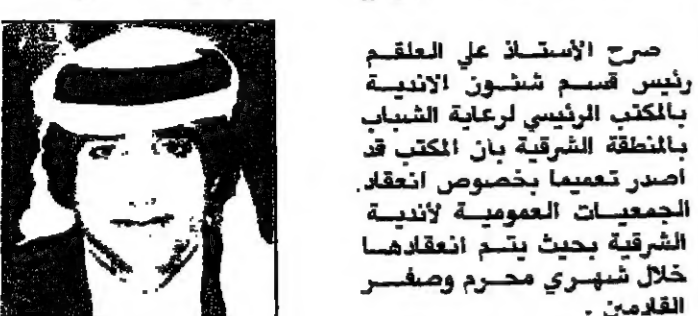 صرح الأستاذ علي العلقم
رئيس قسم شئون الاندية
بالمكتب الرئيسي لرعاية الشباب
بالمنطقة الشرقية بان المكتب قد
اصدر تعميما بخصوص انعقاد
الجمعيات العمومية لأندية
الشرقية بحيث يتم انعقادها
خلال شهري محرم وصفر
القادمين .